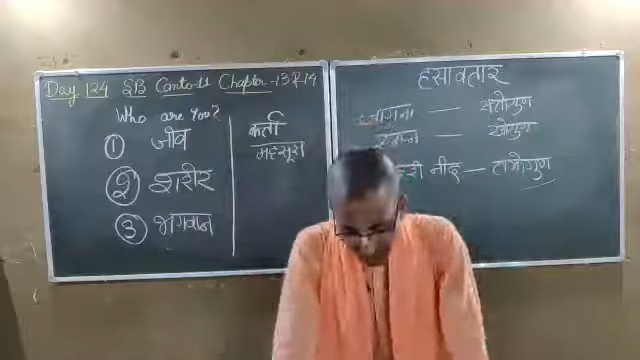 Day 124 SB Canto-11 Chapter-13 & 14
Who are You?
① जीव
② शरीर
③ भगवान
कर्ता
महसूस
हंसावतार
जागना — सतोगुण
— रजोगुण
नींद — तमोगुण